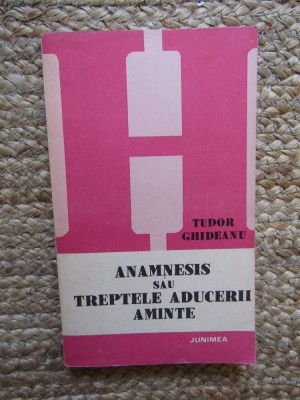 TUDOR
GHIDEANU
ANAMNESIS
SAU
TREPTELE ADUCERII
AMINTE
JUNIMEA